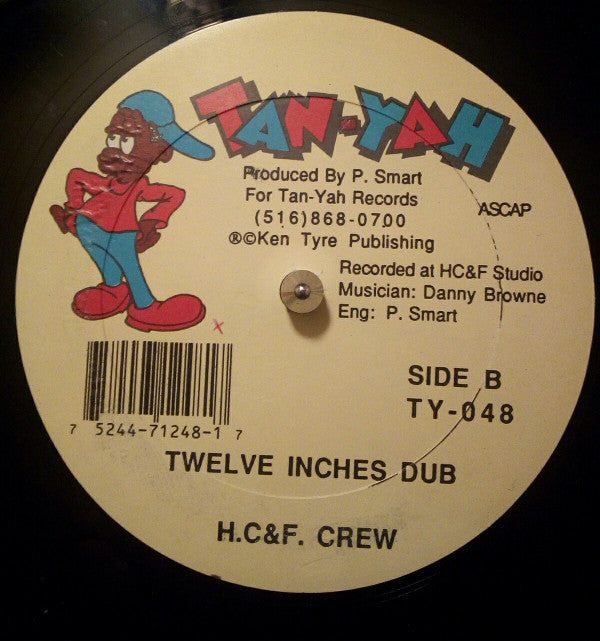 TAN-YAH
Produced By P. Smart
For Tan-Yah Records
(516)868-0700
ASCAP
®©Ken Tyre Publishing
Recorded at HC&F Studio
Musician: Danny Browne
Eng: P. Smart
SIDE B
TY-048
7 5244-71248-1 7
TWELVE INCHES DUB
H.C&F. CREW